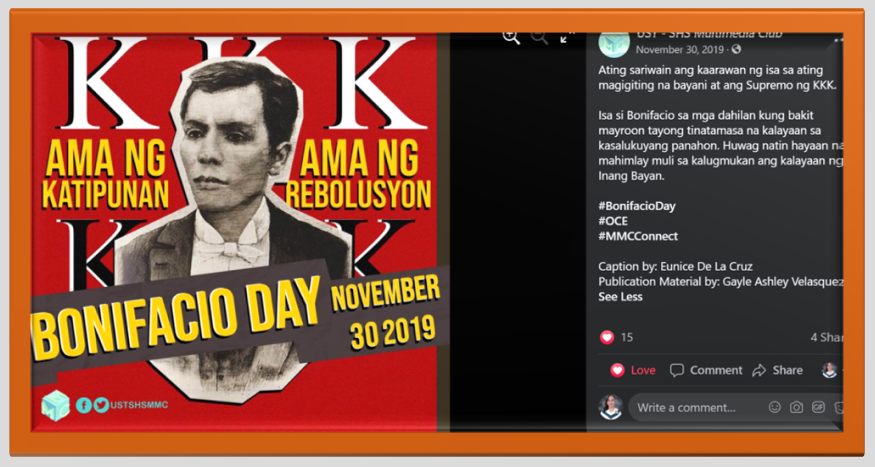 K K K
AMA NG
KATIPUNAN
AMA NG
REBOLUSYON
K K
BONIFACIO DAY
NOVEMBER
30 2019
USTSHSMMC
UST - SHS Multimedia Club
November 30, 2019
Ating sariwain ang kaarawan ng isa sa ating
magigiting na bayani at ang Supremo ng KKK.
Isa si Bonifacio sa mga dahilan kung bakit
mayroon tayong tinatamasa na kalayaan sa
kasalukuyang panahon. Huwag natin hayaan na
mahimlay muli sa kalugmukan ang kalayaan ng
Inang Bayan.
#BonifacioDay
#OCE
#MMCConnect
Caption by: Eunice De La Cruz
Publication Material by: Gayle Ashley Velasquez
See Less
15
4 Shar
Love
Comment
Share
Write a comment...
GIF